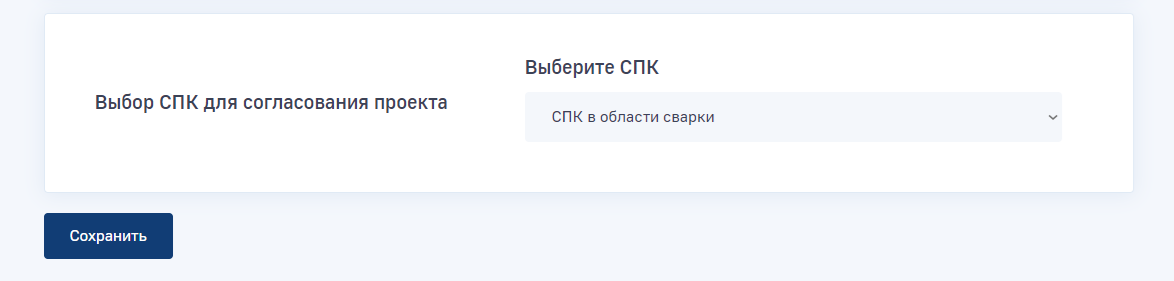 Выбор СПК для согласования проекта
Выберите СПК
СПК в области сварки
Сохранить